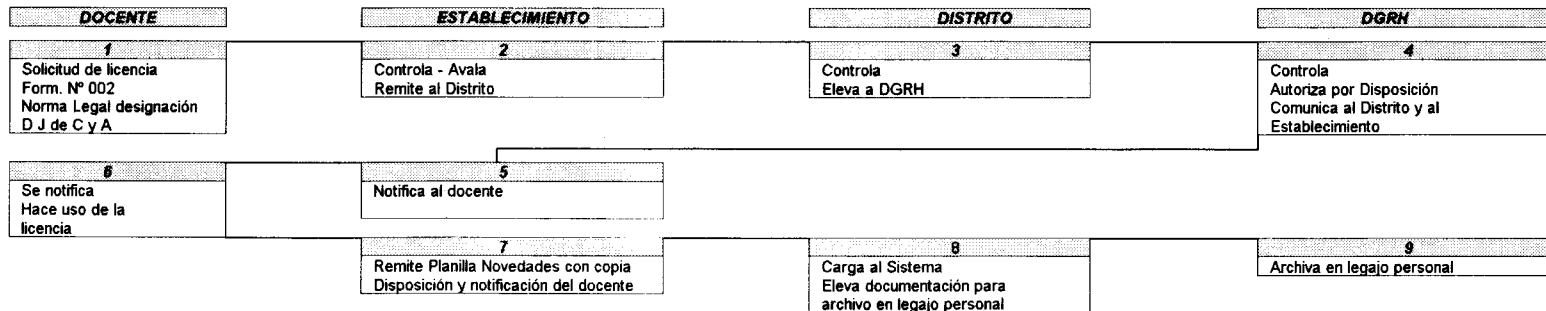 DOCENTE
ESTABLECIMIENTO
DISTRITO
DGRH
1
Solicitud de licencia
Form. Nº 002
Norma Legal designación
D J de C y A
2
Controla - Avala
Remite al Distrito
3
Controla
Eleva a DGRH
4
Controla
Autoriza por Disposición
Comunica al Distrito y al
Establecimiento
6
Se notifica
Hace uso de la
licencia
5
Notifica al docente
7
Remite Planilla Novedades con copia
Disposición y notificación del docente
8
Carga al Sistema
Eleva documentación para
archivo en legajo personal
9
Archiva en legajo personal